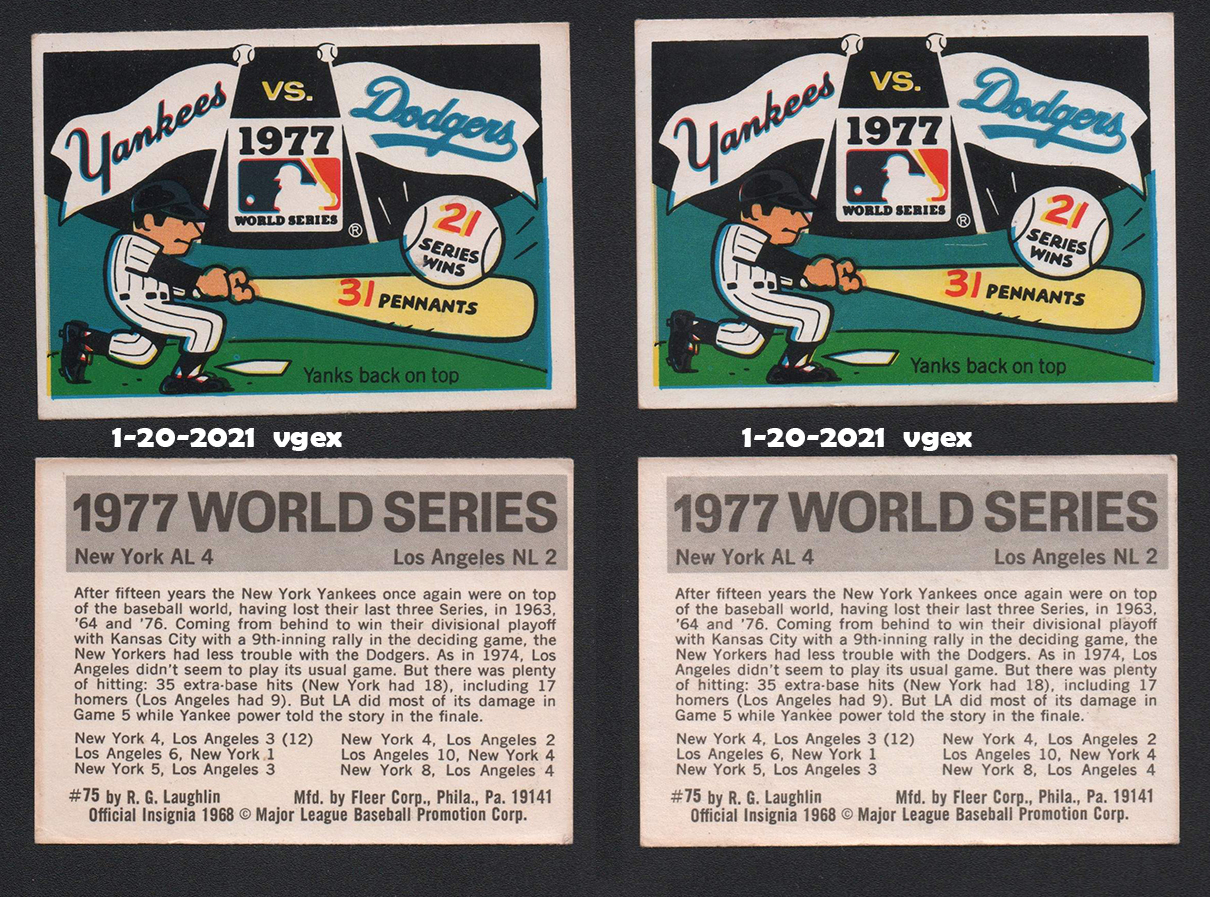 Yankees
VS.
Dodgers
1977
WORLD SERIES
®
21
SERIES
WINS
31 PENNANTS
Yanks back on top
Yankees
VS.
Dodgers
1977
WORLD SERIES
®
21
SERIES
WINS
31 PENNANTS
Yanks back on top
1-20-2021 vgex
1-20-2021 vgex
1977 WORLD SERIES
New York AL 4 Los Angeles NL 2
After fifteen years the New York Yankees once again were on top
of the baseball world, having lost their last three Series, in 1963,
'64 and '76. Coming from behind to win their divisional playoff
with Kansas City with a 9th-inning rally in the deciding game, the
New Yorkers had less trouble with the Dodgers. As in 1974, Los
Angeles didn't seem to play its usual game. But there was plenty
of hitting: 35 extra-base hits (New York had 18), including 17
homers (Los Angeles had 9). But LA did most of its damage in
Game 5 while Yankee power told the story in the finale.
New York 4, Los Angeles 3 (12) New York 4, Los Angeles 2
Los Angeles 6, New York 1 Los Angeles 10, New York 4
New York 5, Los Angeles 3 New York 8, Los Angeles 4
#75 by R. G. Laughlin Mfd. by Fleer Corp., Phila., Pa. 19141
Official Insignia 1968 © Major League Baseball Promotion Corp.
1977 WORLD SERIES
New York AL 4 Los Angeles NL 2
After fifteen years the New York Yankees once again were on top
of the baseball world, having lost their last three Series, in 1963,
'64 and '76. Coming from behind to win their divisional playoff
with Kansas City with a 9th-inning rally in the deciding game, the
New Yorkers had less trouble with the Dodgers. As in 1974, Los
Angeles didn't seem to play its usual game. But there was plenty
of hitting: 35 extra-base hits (New York had 18), including 17
homers (Los Angeles had 9). But LA did most of its damage in
Game 5 while Yankee power told the story in the finale.
New York 4, Los Angeles 3 (12) New York 4, Los Angeles 2
Los Angeles 6, New York 1 Los Angeles 10, New York 4
New York 5, Los Angeles 3 New York 8, Los Angeles 4
#75 by R. G. Laughlin Mfd. by Fleer Corp., Phila., Pa. 19141
Official Insignia 1968 © Major League Baseball Promotion Corp.